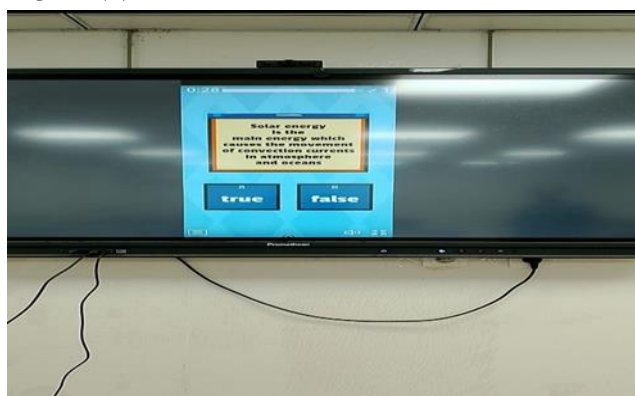 0:28
Solar energy
is the
main energy which
causes the movement
of convection currents
in atmosphere
and oceans
A
true
B
false
Promethean